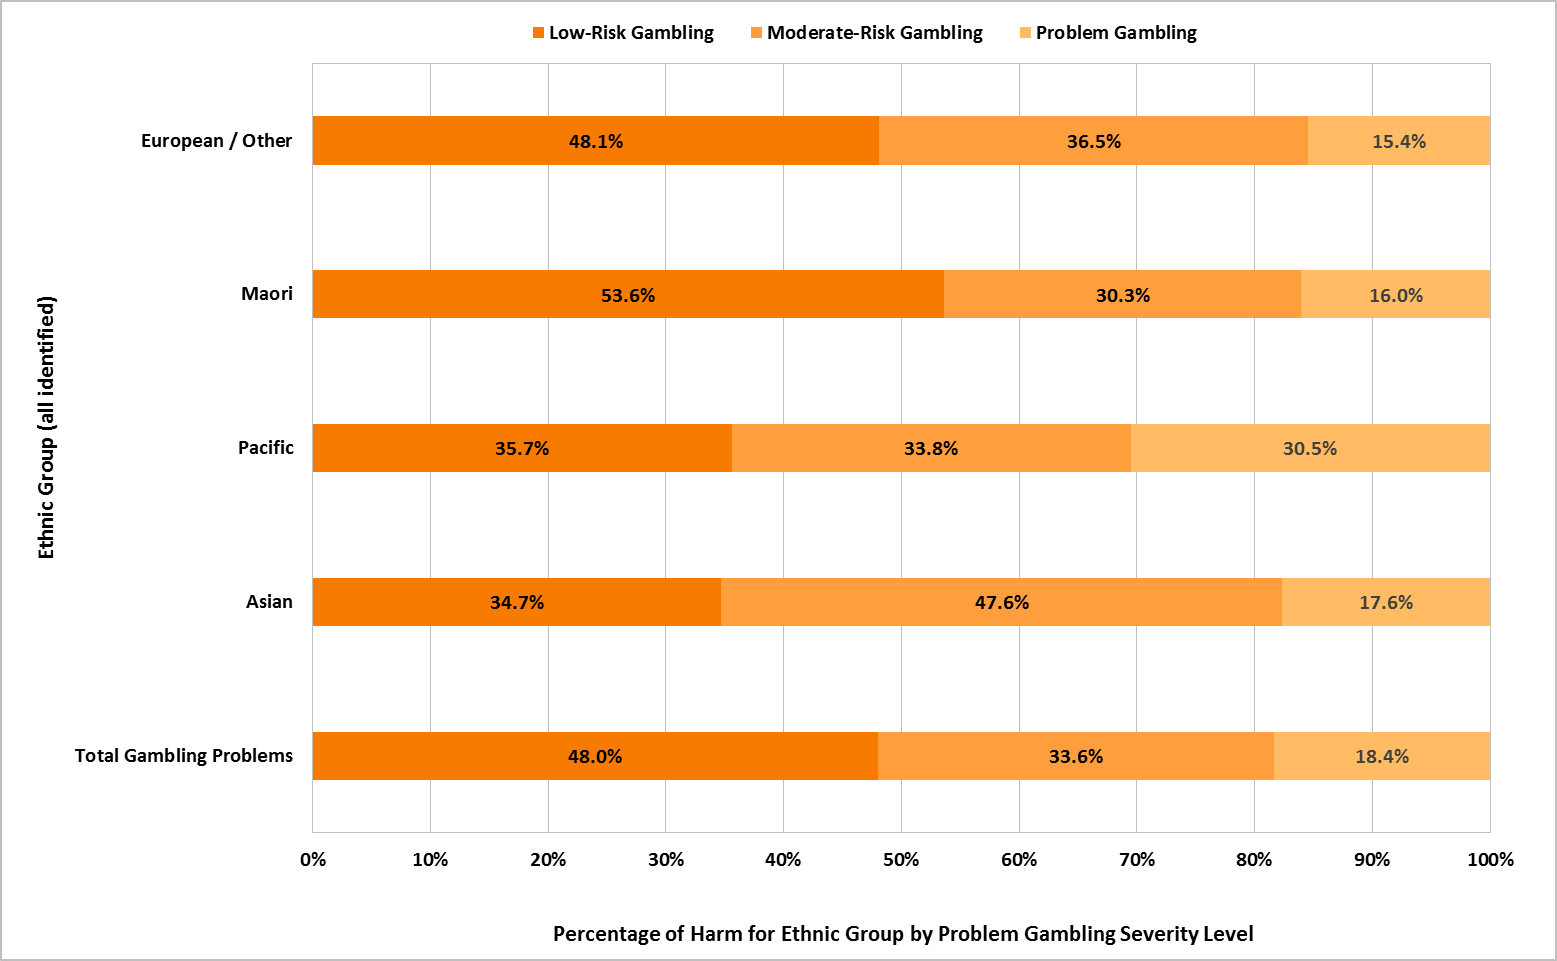 Low-Risk Gambling Moderate-Risk Gambling Problem Gambling
European / Other 48.1% 36.5% 15.4%
Maori 53.6% 30.3% 16.0%
Pacific 35.7% 33.8% 30.5%
Asian 34.7% 47.6% 17.6%
Total Gambling Problems 48.0% 33.6% 18.4%
Ethnic Group (all identified)
0% 10% 20% 30% 40% 50% 60% 70% 80% 90% 100%
Percentage of Harm for Ethnic Group by Problem Gambling Severity Level